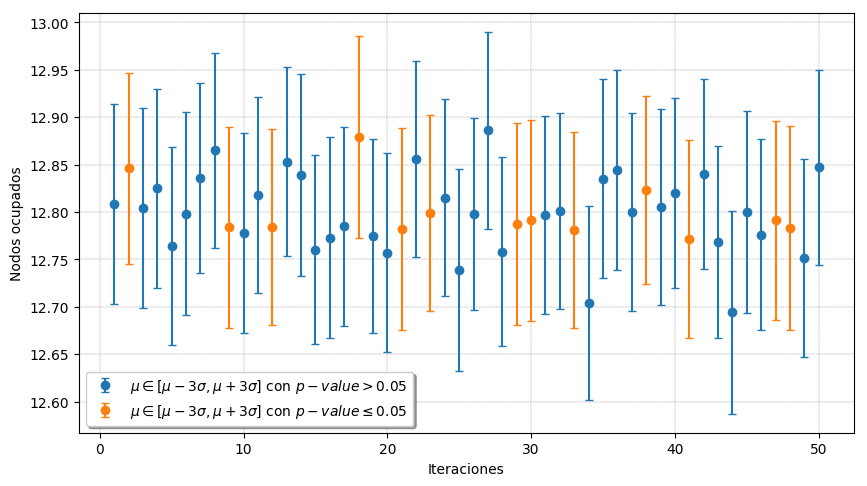 13.00
12.95
12.90
12.85
12.80
12.75
12.70
12.65
12.60
Nodos ocupados
μ ∈ [μ − 3σ, μ + 3σ] con p − value > 0.05
μ ∈ [μ − 3σ, μ + 3σ] con p − value ≤ 0.05
0 10 20 30 40 50
Iteraciones